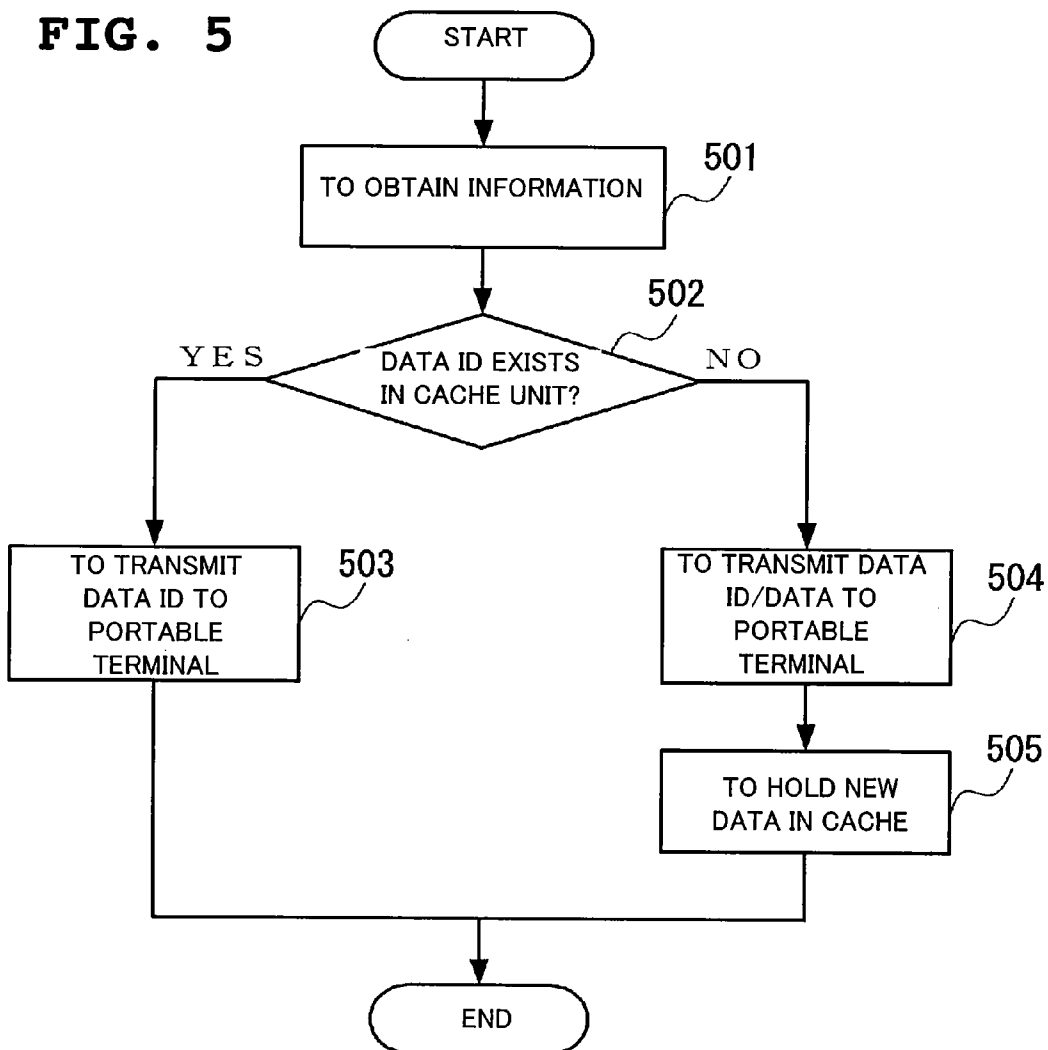 FIG. 5
START
TO OBTAIN INFORMATION
501
502
YES
DATA ID EXISTS
IN CACHE UNIT?
NO
TO TRANSMIT
DATA ID TO
PORTABLE
TERMINAL
503
TO TRANSMIT DATA
ID/DATA TO
PORTABLE
TERMINAL
504
TO HOLD NEW
DATA IN CACHE
505
END